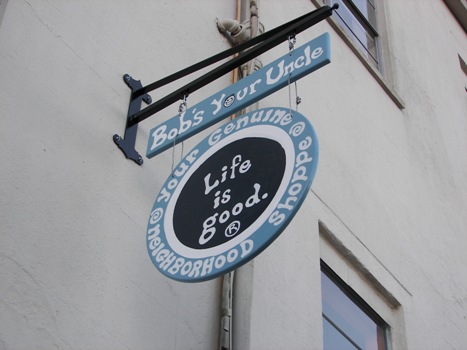 Bob's Your Uncle
@ Your Genuine @
NEIGHBORHOOD Shoppe
Life
is
good.
®